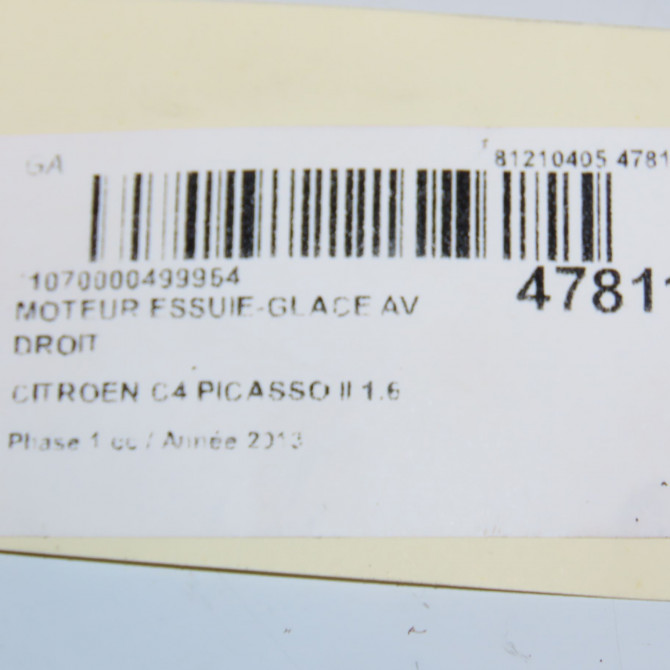 GA
81210405 4781
1070000499954
47811
MOTEUR ESSUIE-GLACE AV
DROIT
CITROEN C4 PICASSO II 1.6
Phase 1 cc / Année 2013